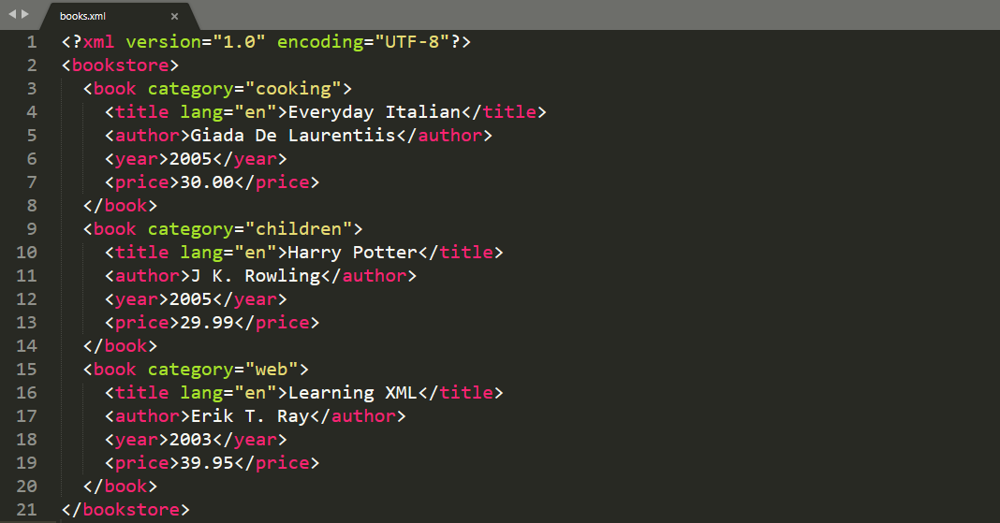 books.xml ×
1 <?xml version="1.0" encoding="UTF-8"?>
2 <bookstore>
3   <book category="cooking">
4     <title lang="en">Everyday Italian</title>
5     <author>Giada De Laurentiis</author>
6     <year>2005</year>
7     <price>30.00</price>
8   </book>
9   <book category="children">
10     <title lang="en">Harry Potter</title>
11     <author>J K. Rowling</author>
12     <year>2005</year>
13     <price>29.99</price>
14   </book>
15   <book category="web">
16     <title lang="en">Learning XML</title>
17     <author>Erik T. Ray</author>
18     <year>2003</year>
19     <price>39.95</price>
20   </book>
21 </bookstore>